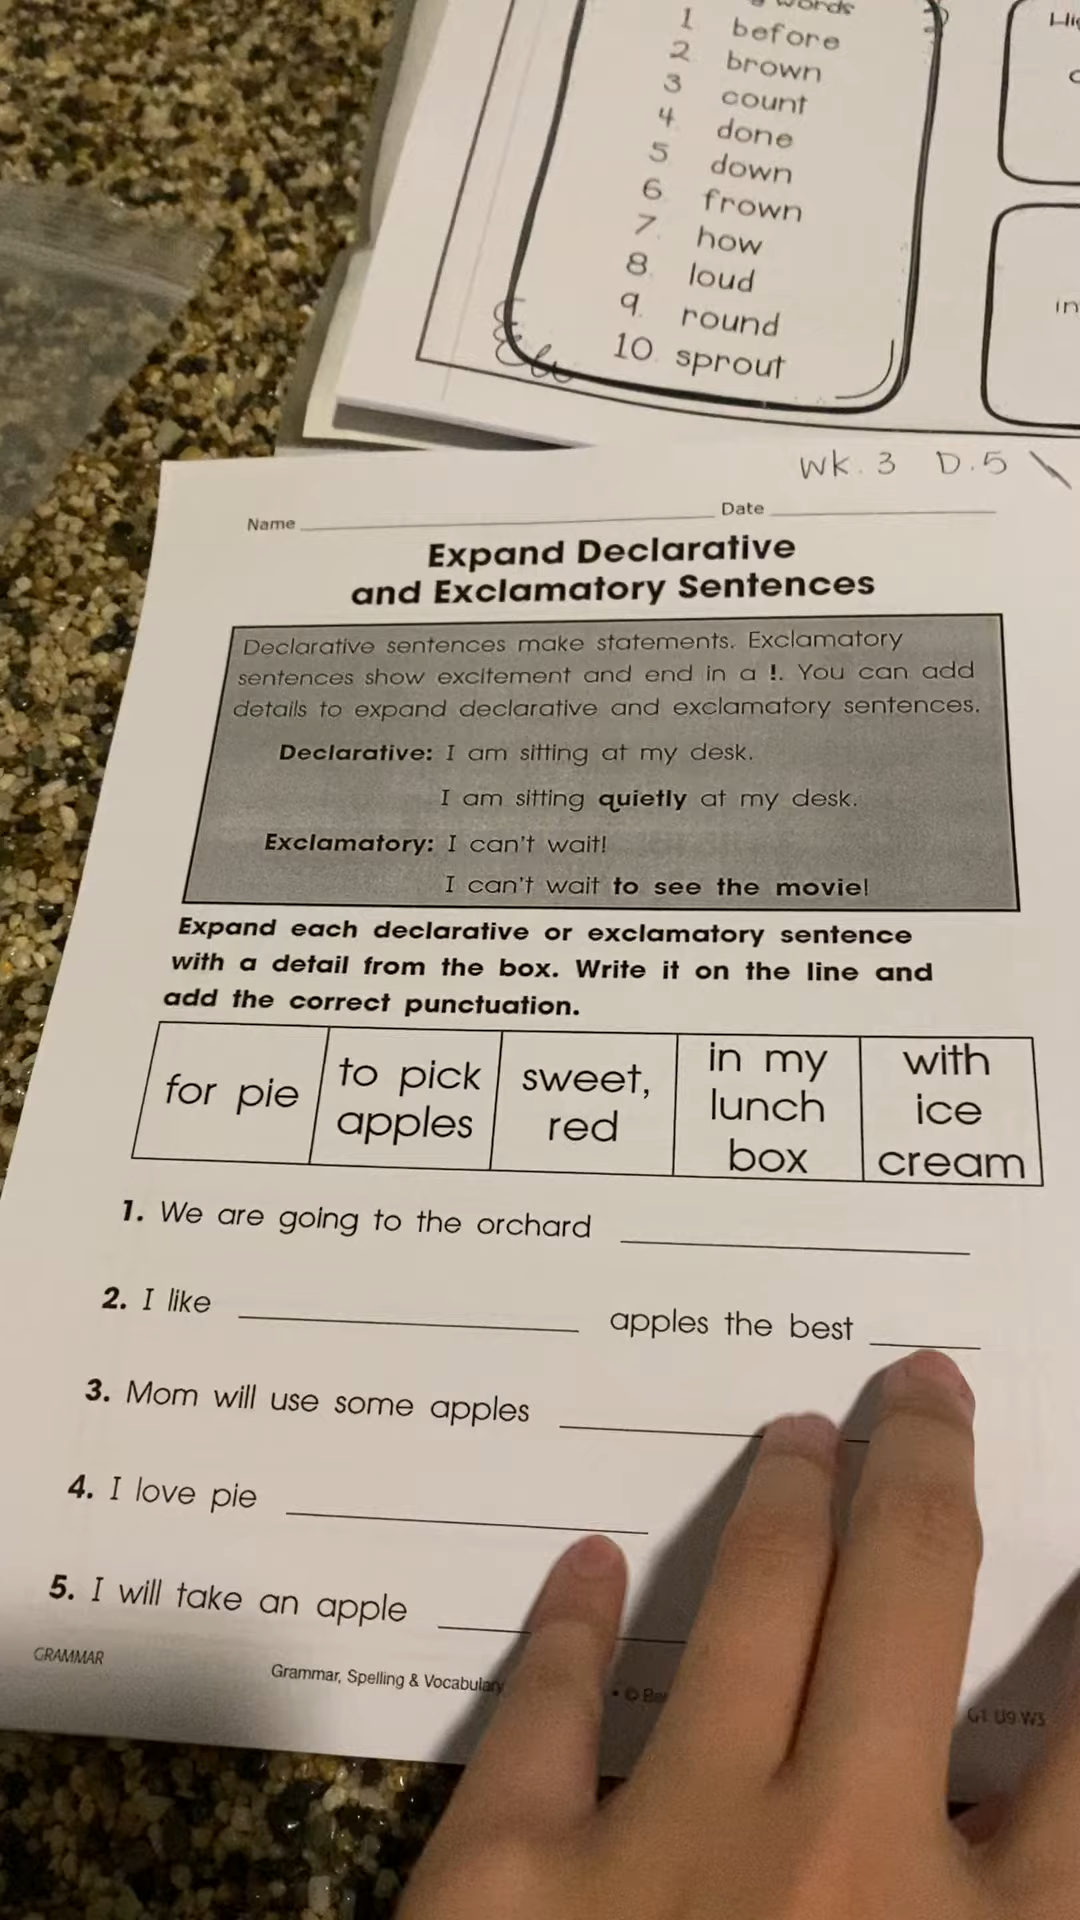 words
1 before
2 brown
3 count
4 done
5 down
6 frown
7. how
8. loud
9. round
10. sprout
in
Wk. 3 D.5
Name Date
Expand Declarative
and Exclamatory Sentences
Declarative sentences make statements. Exclamatory
sentences show excitement and end in a !. You can add
details to expand declarative and exclamatory sentences.
Declarative: I am sitting at my desk.
I am sitting quietly at my desk.
Exclamatory: I can't wait!
I can't wait to see the movie!
Expand each declarative or exclamatory sentence
with a detail from the box. Write it on the line and
add the correct punctuation.
for pie
to pick
apples
sweet,
red
in my
lunch
box
with
ice
cream
1. We are going to the orchard
2. I like apples the best
3. Mom will use some apples
4. I love pie
5. I will take an apple
GRAMMAR
Grammar, Spelling & Vocabulary • ©
G1 U9 W3